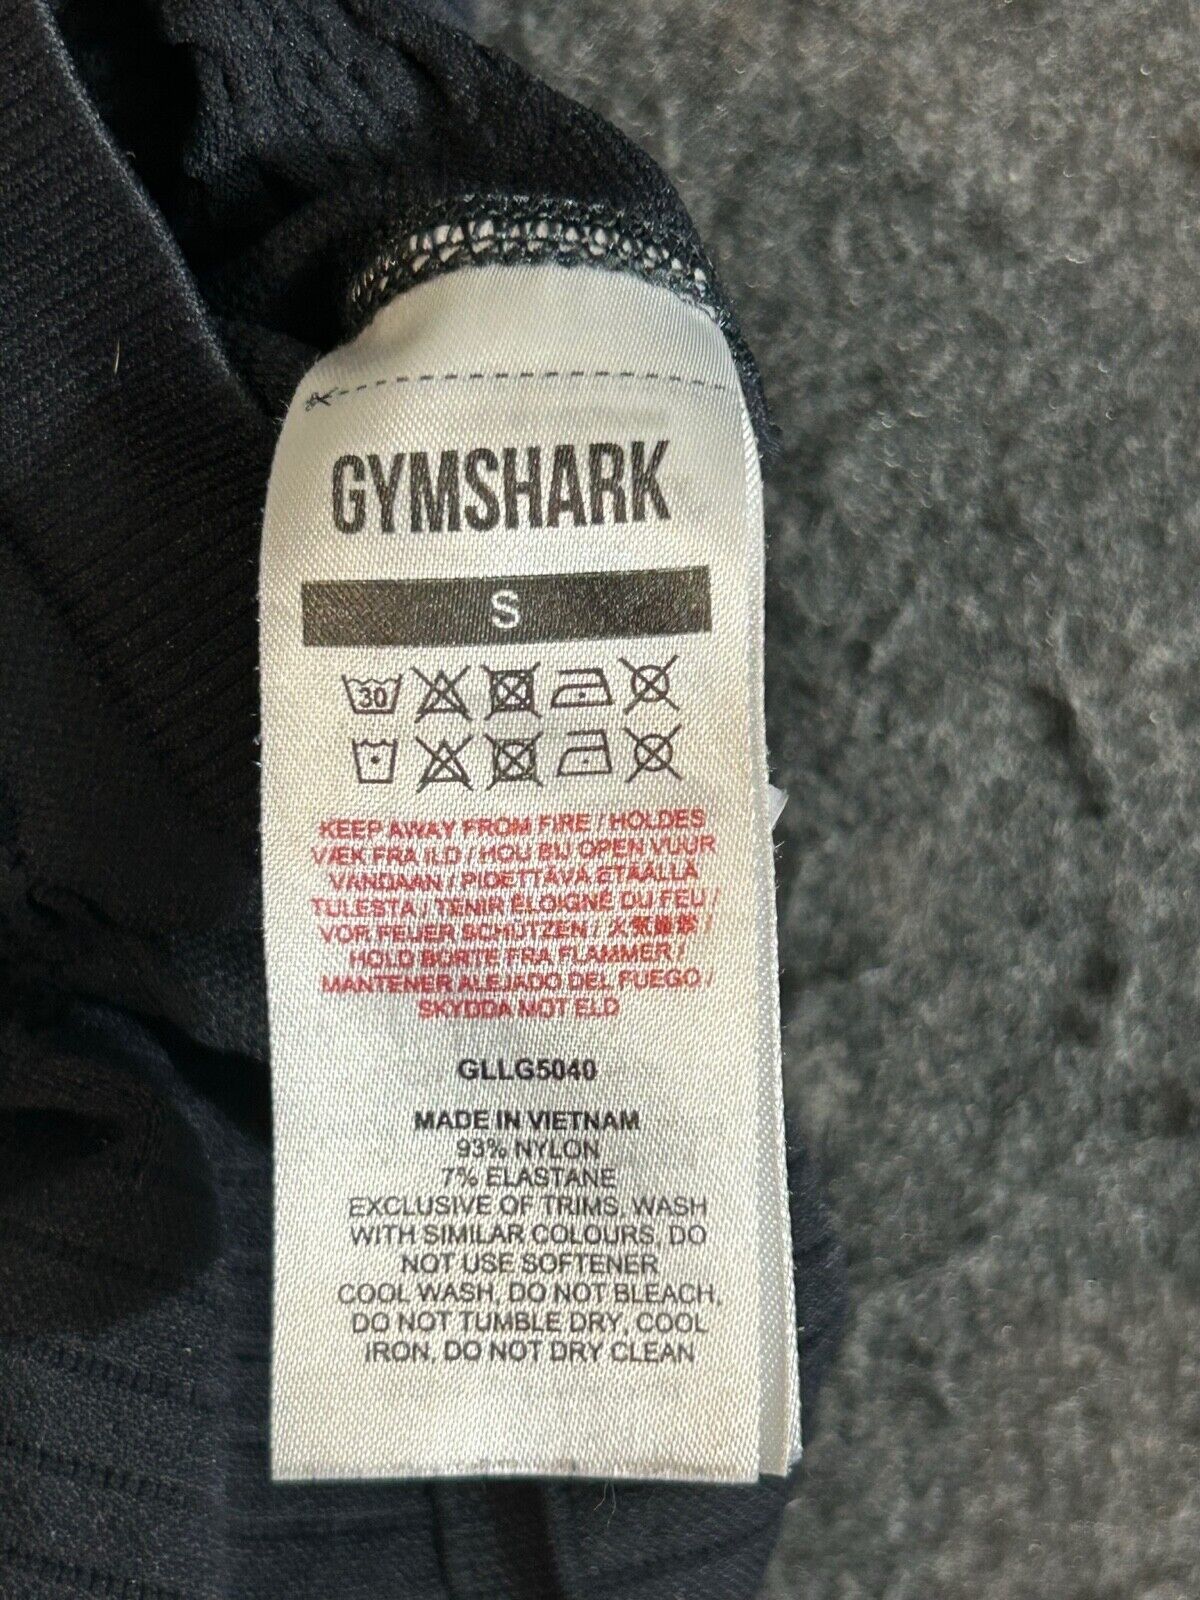 GYMSHARK
S
30
KEEP AWAY FROM FIRE / HOLDES
VÆK FRA ILD / HOU BIJ OPEN VUUR
VANDAAN / PIDETTÄVÄ ETÄÄLLÄ
TULESTA / TENIR ÉLOIGNÉ DU FEU /
VOR FEUER SCHÜTZEN /
HOLD BORTE FRA FLAMMER /
MANTENER ALEJADO DEL FUEGO /
SKYDDA MOT ELD
GLLG5040
MADE IN VIETNAM
93% NYLON
7% ELASTANE
EXCLUSIVE OF TRIMS, WASH
WITH SIMILAR COLOURS, DO
NOT USE SOFTENER
COOL WASH, DO NOT BLEACH,
DO NOT TUMBLE DRY, COOL
IRON, DO NOT DRY CLEAN